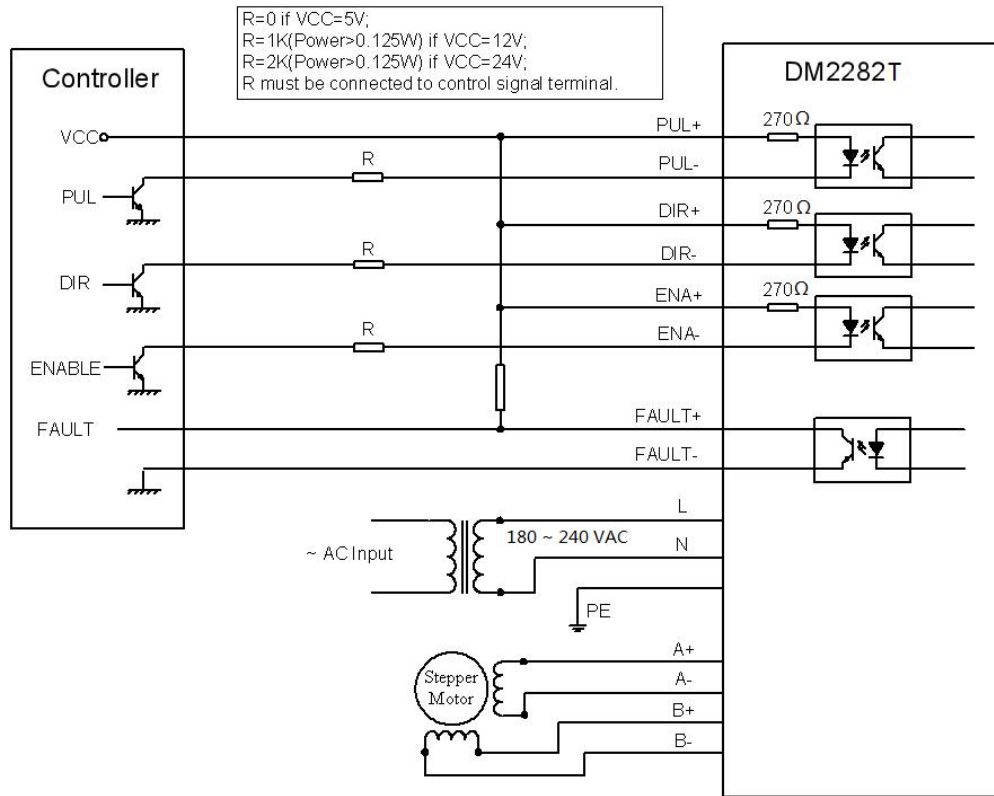 R=0 if VCC=5V;
R=1K(Power>0.125W) if VCC=12V;
R=2K(Power>0.125W) if VCC=24V;
R must be connected to control signal terminal.
Controller
DM2282T
VCC
PUL+
270Ω
R
PUL-
PUL
DIR+
270Ω
R
DIR-
DIR
ENA+
270Ω
R
ENA-
ENABLE
FAULT+
FAULT
FAULT-
L
180 ~ 240 VAC
N
~ AC Input
PE
A+
Stepper
Motor
A-
B+
B-